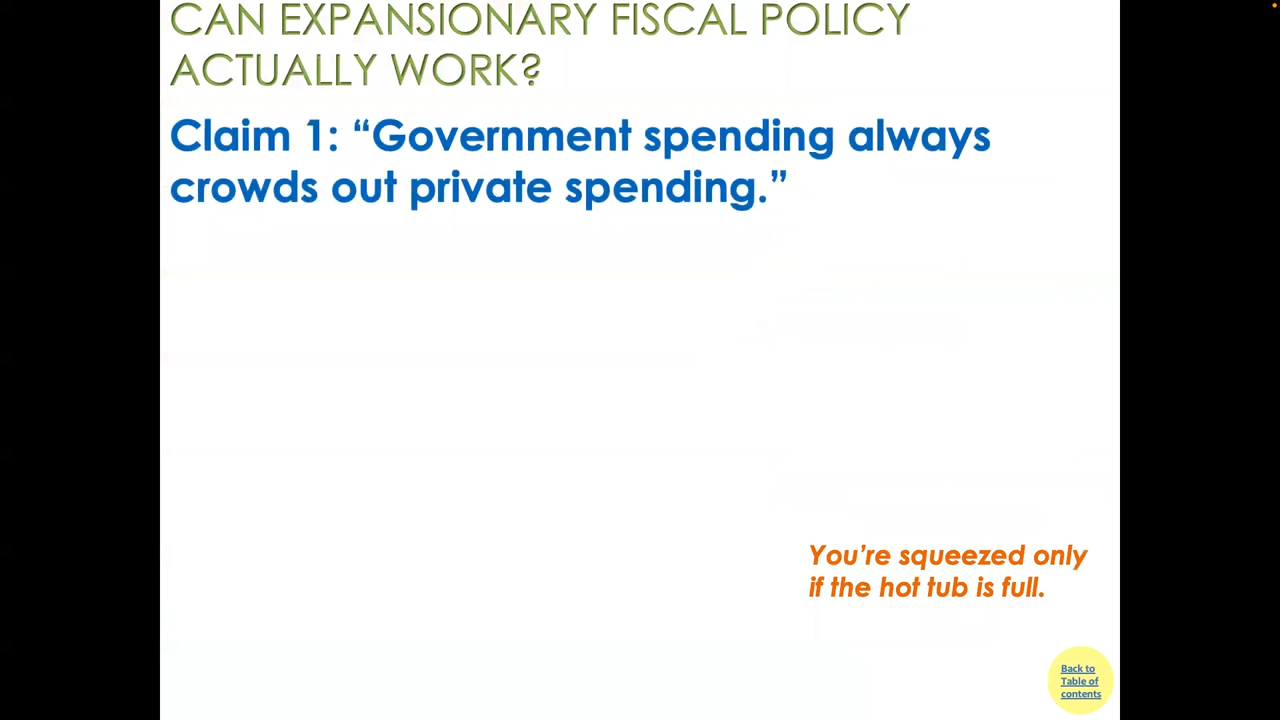 CAN EXPANSIONARY FISCAL POLICY
ACTUALLY WORK?
Claim 1: “Government spending always
crowds out private spending.”
You’re squeezed only
if the hot tub is full.
Back to
Table of
contents